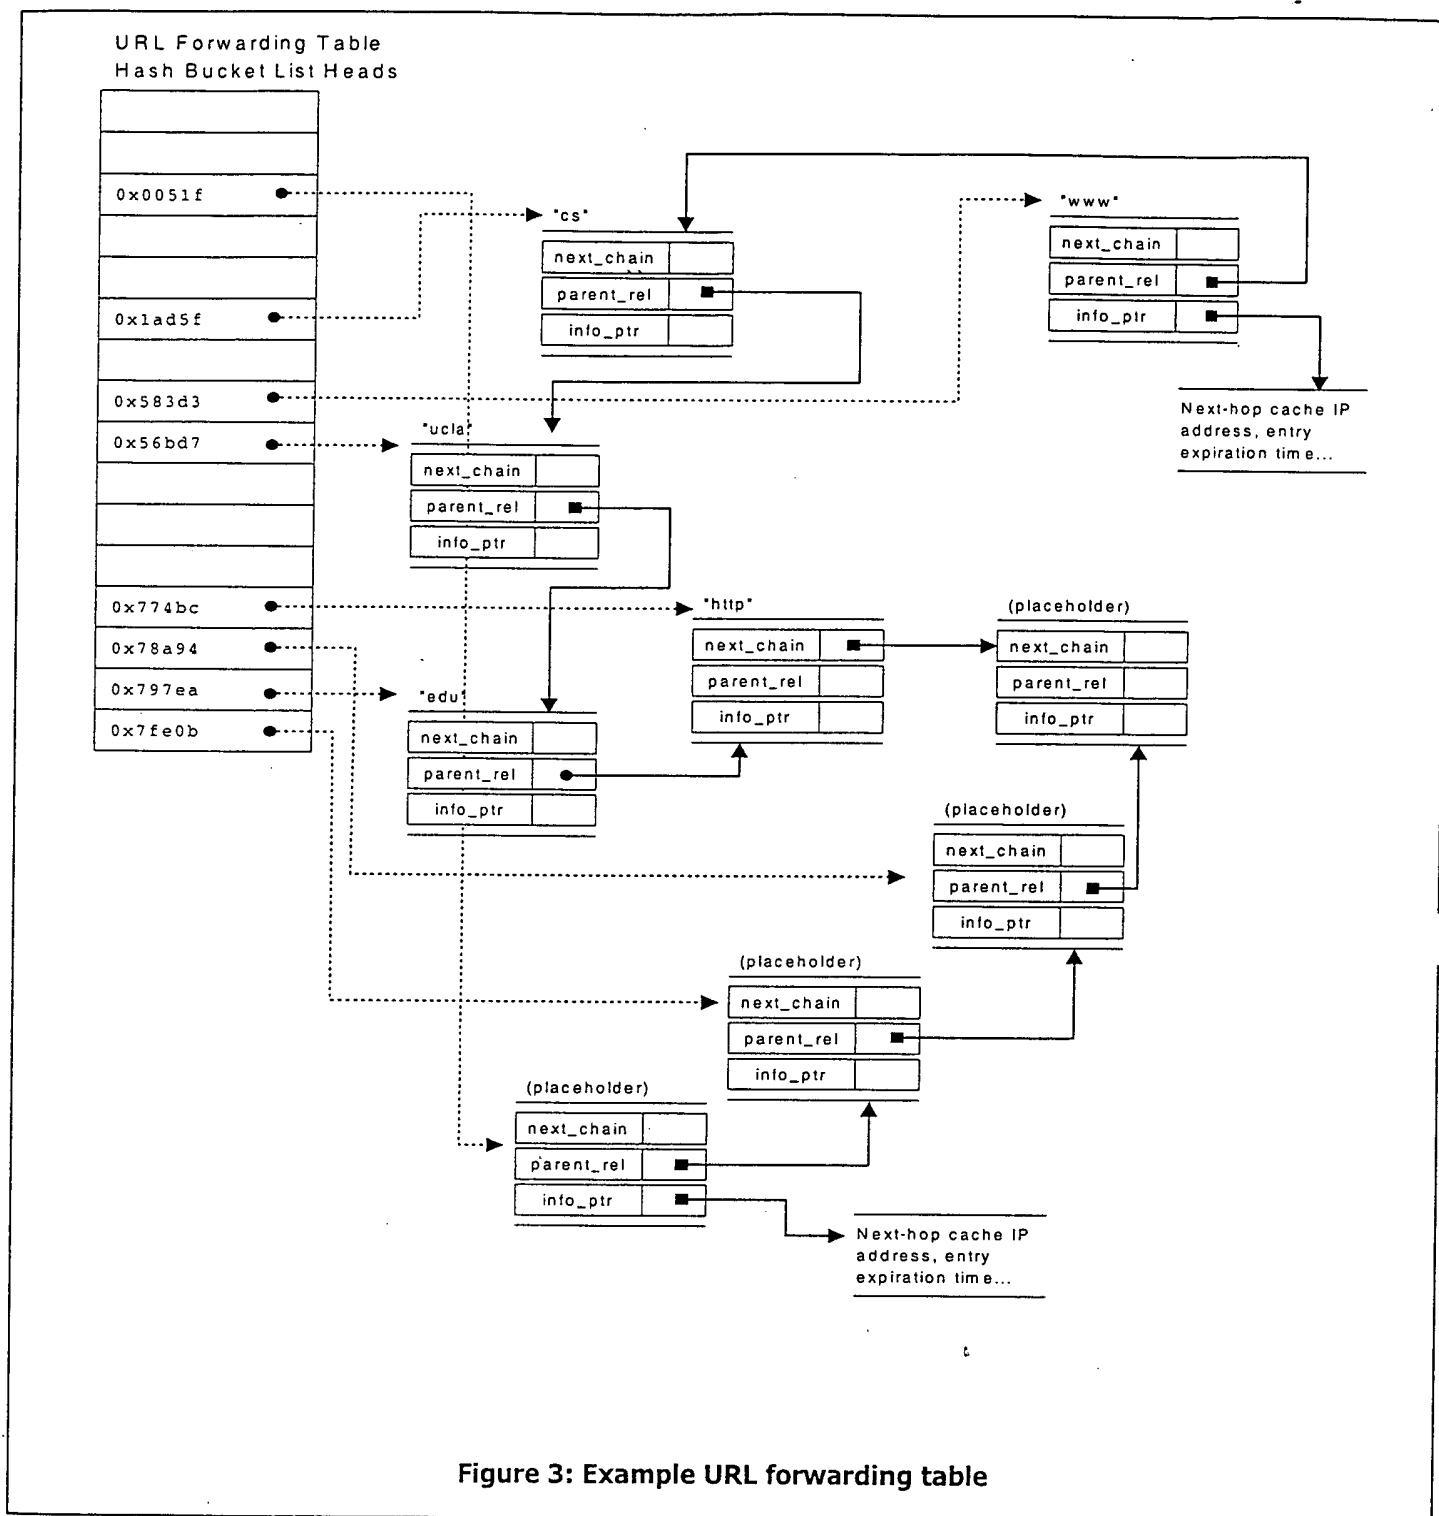 URL Forwarding Table
Hash Bucket List Heads
0x0051f
0x1ad5f
0x583d3
0x56bd7
0x774bc
0x78a94
0x797ea
0x7fe0b
"cs"
next_chain
parent_rel
info_ptr
"www"
next_chain
parent_rel
info_ptr
Next-hop cache IP
address, entry
expiration time...
"ucla"
next_chain
parent_rel
info_ptr
"edu"
next_chain
parent_rel
info_ptr
"http"
next_chain
parent_rel
info_ptr
(placeholder)
next_chain
parent_rel
info_ptr
(placeholder)
next_chain
parent_rel
info_ptr
(placeholder)
next_chain
parent_rel
info_ptr
(placeholder)
next_chain
parent_rel
info_ptr
Next-hop cache IP
address, entry
expiration time...
Figure 3: Example URL forwarding table